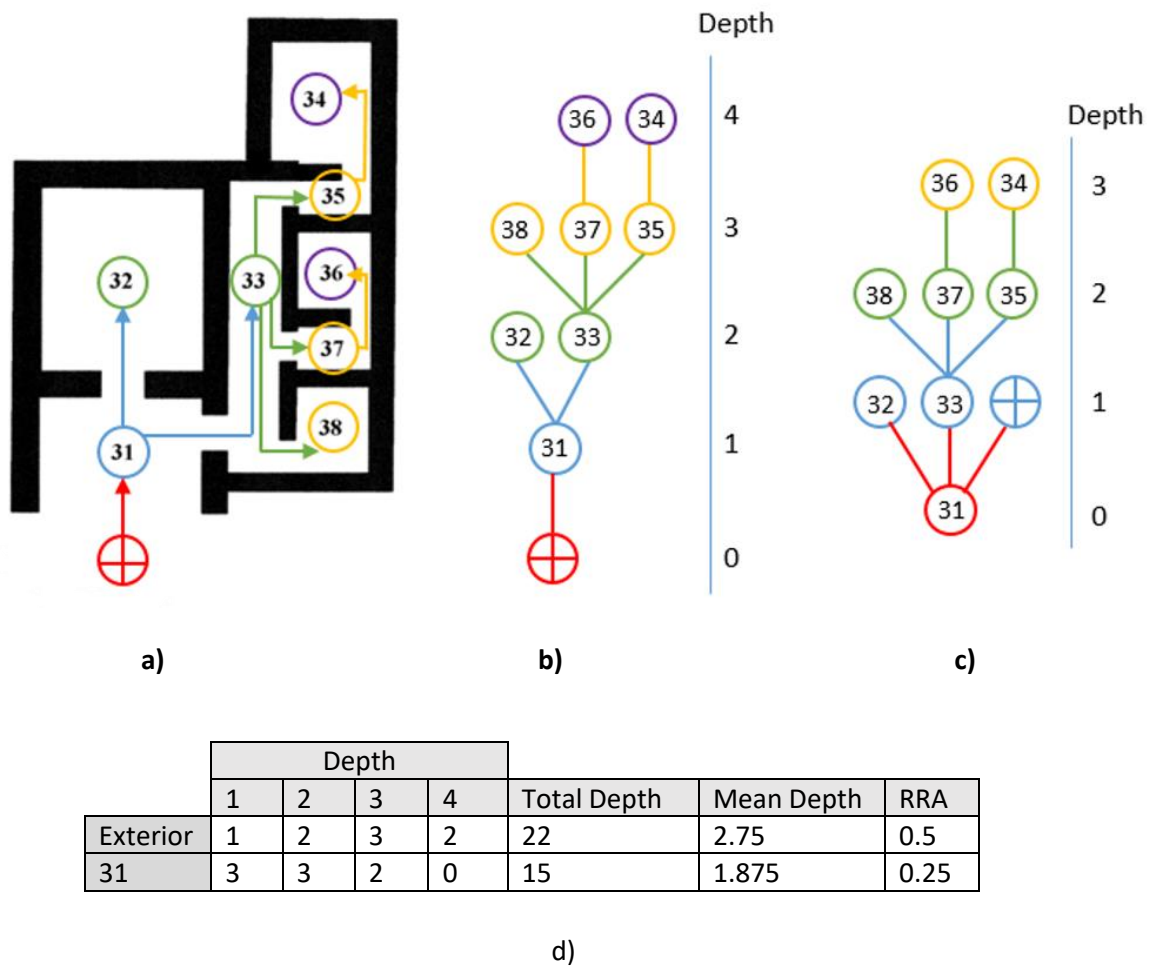 Depth
4
3
2
1
0
36 34
38 37 35
32 33
31
Depth
3
2
1
0
36 34
38 37 35
32 33
31
34
35
32
33
36
37
38
31
a) b) c)
Depth
1 2 3 4 Total Depth Mean Depth RRA
Exterior 1 2 3 2 22 2.75 0.5
31 3 3 2 0 15 1.875 0.25
d)